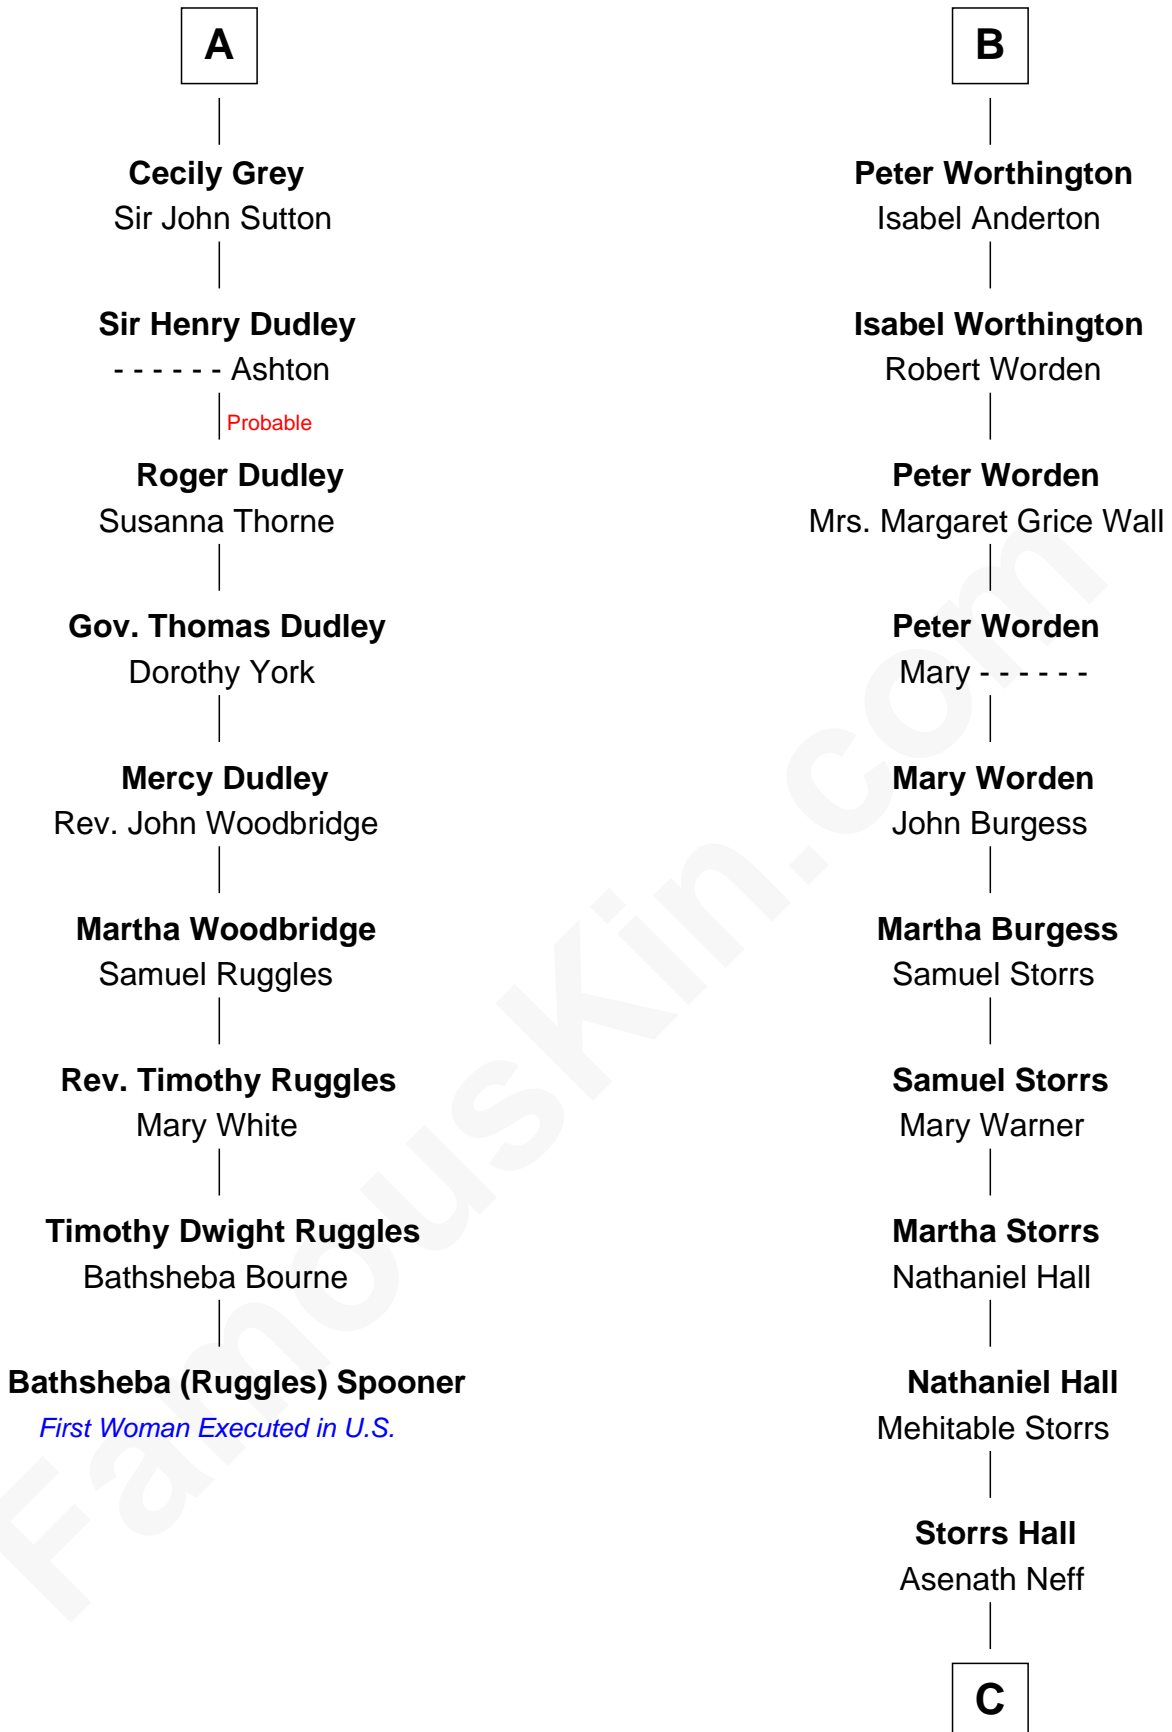 A
Cecily Grey
Sir John Sutton
Sir Henry Dudley
- - - - - - Ashton
Probable
Roger Dudley
Susanna Thorne
Gov. Thomas Dudley
Dorothy York
Mercy Dudley
Rev. John Woodbridge
Martha Woodbridge
Samuel Ruggles
Rev. Timothy Ruggles
Mary White
Timothy Dwight Ruggles
Bathsheba Bourne
Bathsheba (Ruggles) Spooner
First Woman Executed in U.S.
B
Peter Worthington
Isabel Anderton
Isabel Worthington
Robert Worden
Peter Worden
Mrs. Margaret Grice Wall
Peter Worden
Mary - - - - - -
Mary Worden
John Burgess
Martha Burgess
Samuel Storrs
Samuel Storrs
Mary Warner
Martha Storrs
Nathaniel Hall
Nathaniel Hall
Mehitable Storrs
Storrs Hall
Asenath Neff
C
FamousKin.com